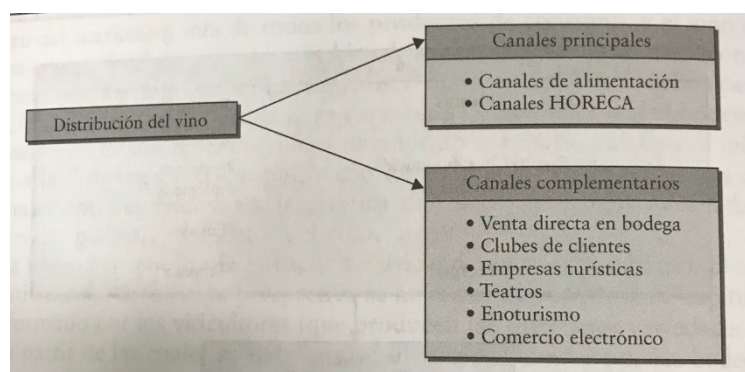 Distribución del vino
Canales principales
• Canales de alimentación
• Canales HORECA
Canales complementarios
• Venta directa en bodega
• Clubes de clientes
• Empresas turísticas
• Teatros
• Enoturismo
• Comercio electrónico